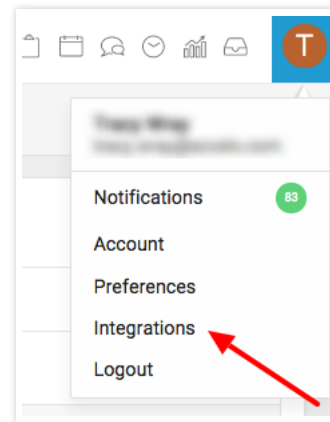 T
Notifications 83
Account
Preferences
Integrations
Logout